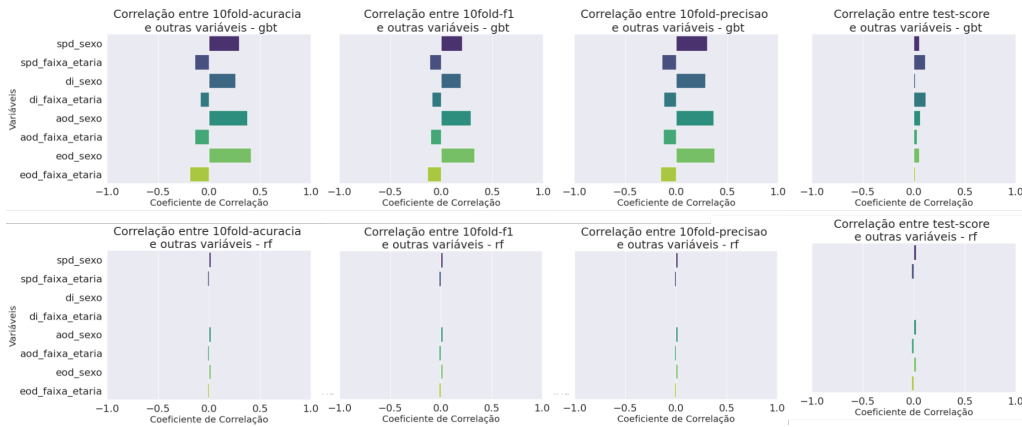 Correlação entre 10fold-acuracia
e outras variáveis - gbt
Correlação entre 10fold-f1
e outras variáveis - gbt
Correlação entre 10fold-precisao
e outras variáveis - gbt
Correlação entre test-score
e outras variáveis - gbt
Variáveis
spd_sexo
spd_faixa_etaria
di_sexo
di_faixa_etaria
aod_sexo
aod_faixa_etaria
eod_sexo
eod_faixa_etaria
−1.0 −0.5 0.0 0.5 1.0
Coeficiente de Correlação
−1.0 −0.5 0.0 0.5 1.0
Coeficiente de Correlação
−1.0 −0.5 0.0 0.5 1.0
Coeficiente de Correlação
−1.0 −0.5 0.0 0.5 1.0
Coeficiente de Correlação
Correlação entre 10fold-acuracia
e outras variáveis - rf
Correlação entre 10fold-f1
e outras variáveis - rf
Correlação entre 10fold-precisao
e outras variáveis - rf
Correlação entre test-score
e outras variáveis - rf
Variáveis
spd_sexo
spd_faixa_etaria
di_sexo
di_faixa_etaria
aod_sexo
aod_faixa_etaria
eod_sexo
eod_faixa_etaria
−1.0 −0.5 0.0 0.5 1.0
Coeficiente de Correlação
−1.0 −0.5 0.0 0.5 1.0
Coeficiente de Correlação
−1.0 −0.5 0.0 0.5 1.0
Coeficiente de Correlação
−1.0 −0.5 0.0 0.5 1.0
Coeficiente de Correlação